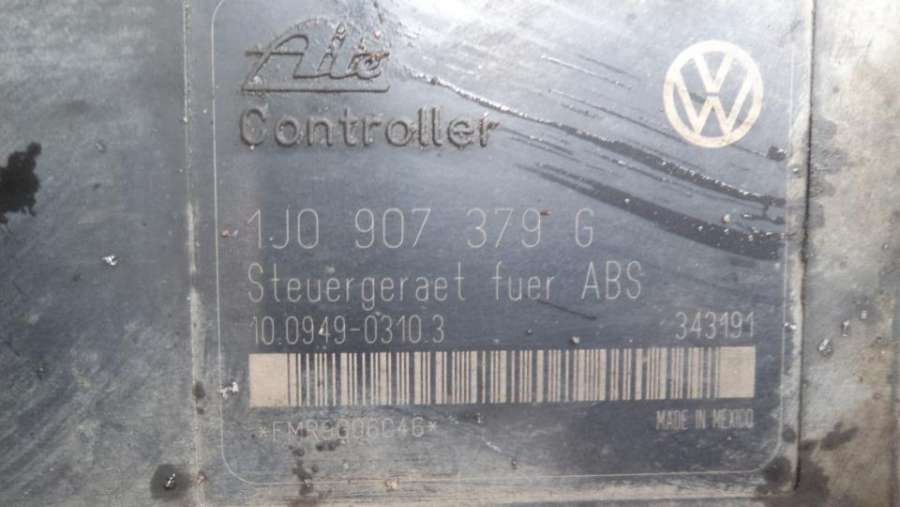 Ate
Controller
1J0 907 379 G
Steuergeraet fuer ABS
10.0949-0310.3
343191
MADE IN MEXICO